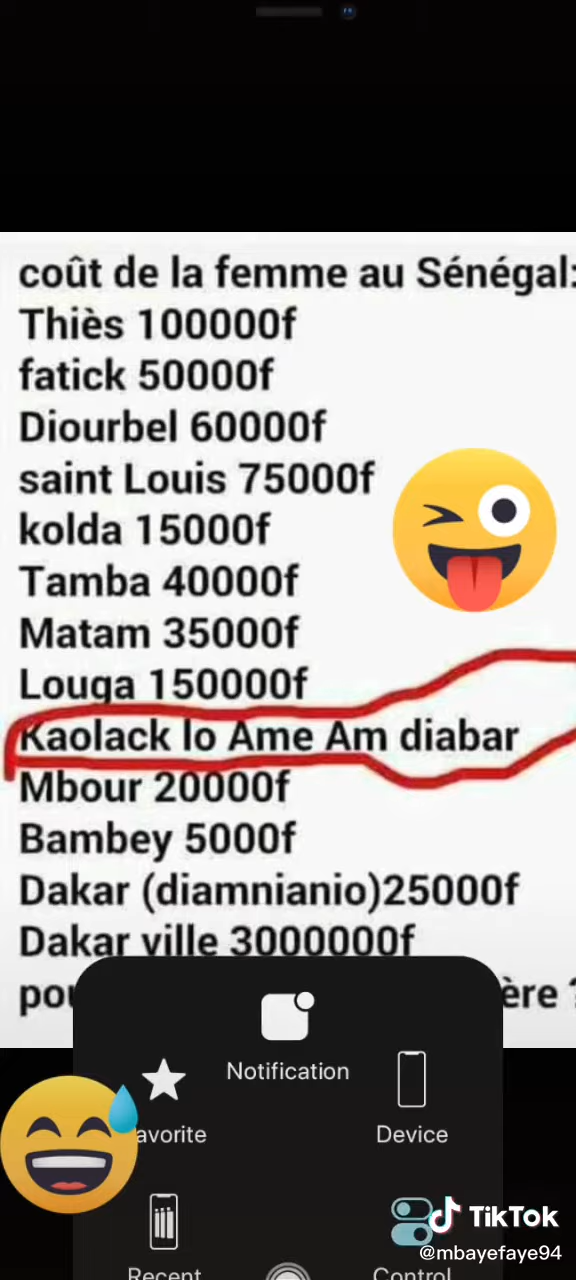 coût de la femme au Sénégal:
Thiès 100000f
fatick 50000f
Diourbel 60000f
saint Louis 75000f
kolda 15000f
Tamba 40000f
Matam 35000f
Louga 150000f
Kaolack lo Ame Am diabar
Mbour 20000f
Bambey 5000f
Dakar (diamnianio)25000f
Dakar ville 3000000f
Notification
Device
Recent
Control
TikTok
@mbayefaye94